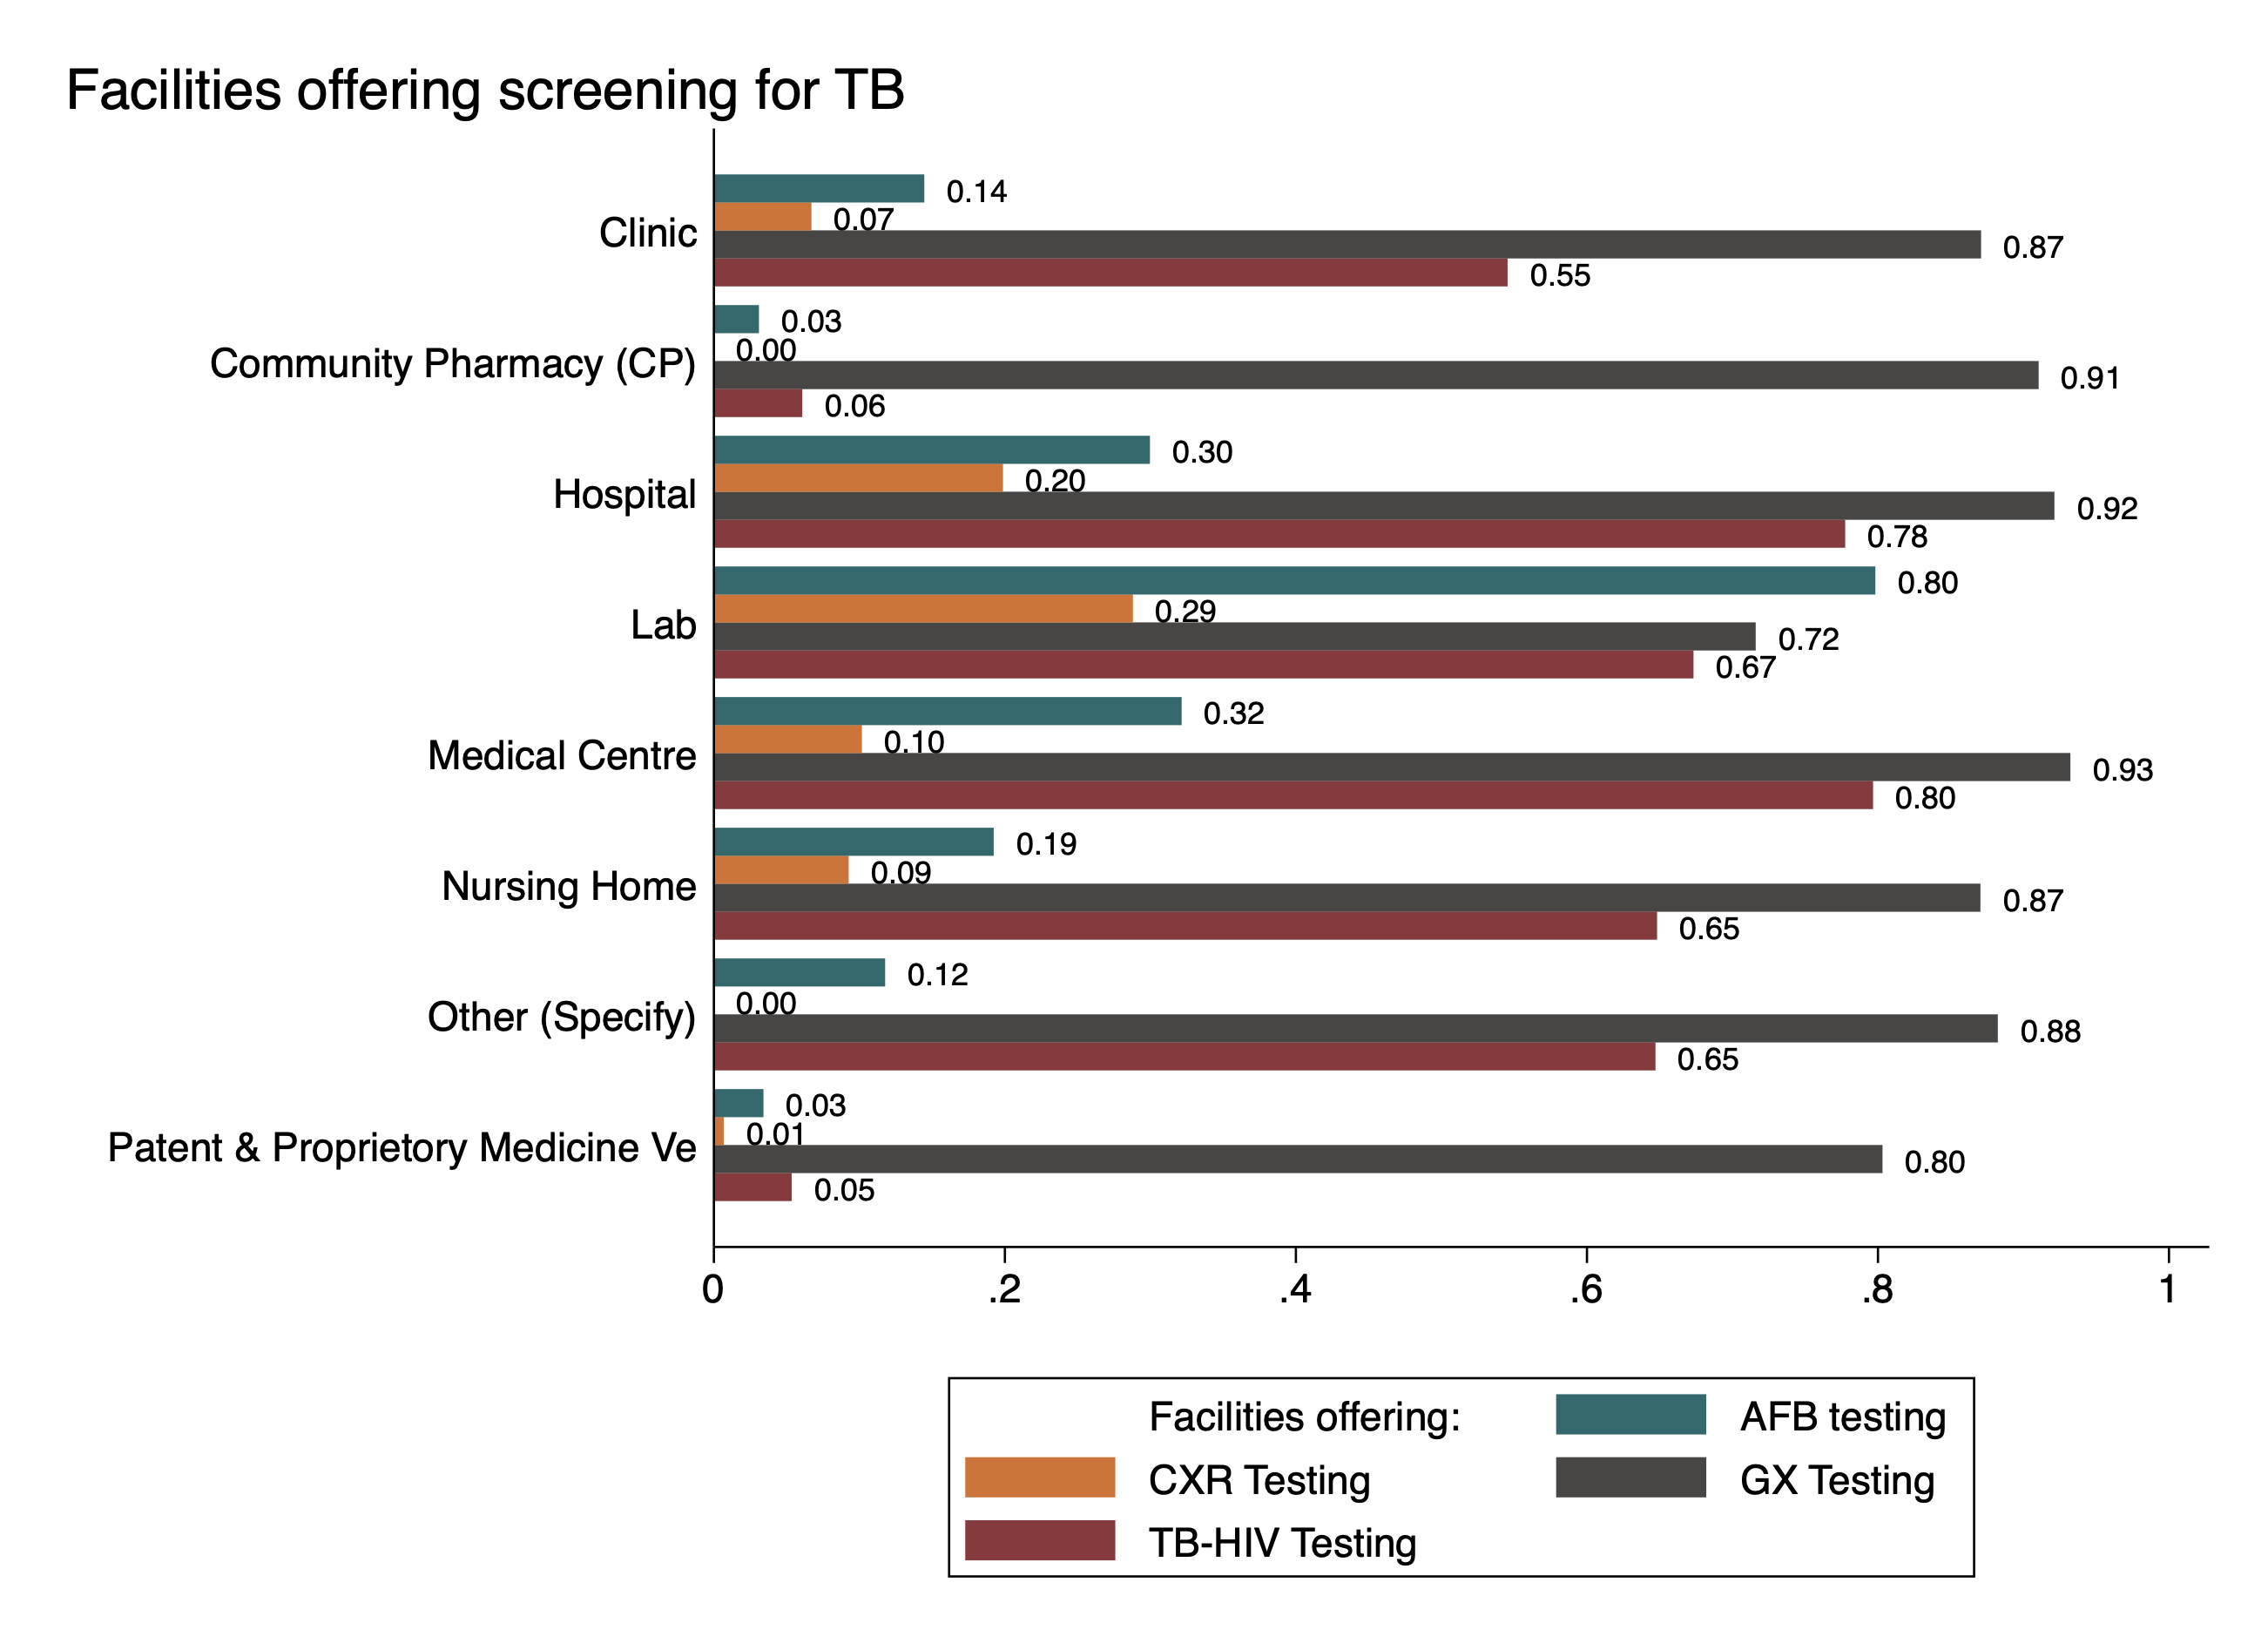 Facilities offering screening for TB
0.14
0.07
Clinic
0.87
0.55
0.03
0.00
Community Pharmacy (CP)
0.91
0.06
0.30
0.20
Hospital
0.92
0.78
0.80
0.29
Lab
0.72
0.67
0.32
0.10
Medical Centre
0.93
0.80
0.19
0.09
Nursing Home
0.87
0.65
0.12
0.00
Other (Specify)
0.88
0.65
0.03
0.01
Patent & Proprietory Medicine Ve
0.80
0.05
0 .2 .4 .6 .8 1
Facilities offering: AFB testing
CXR Testing GX Testing
TB-HIV Testing